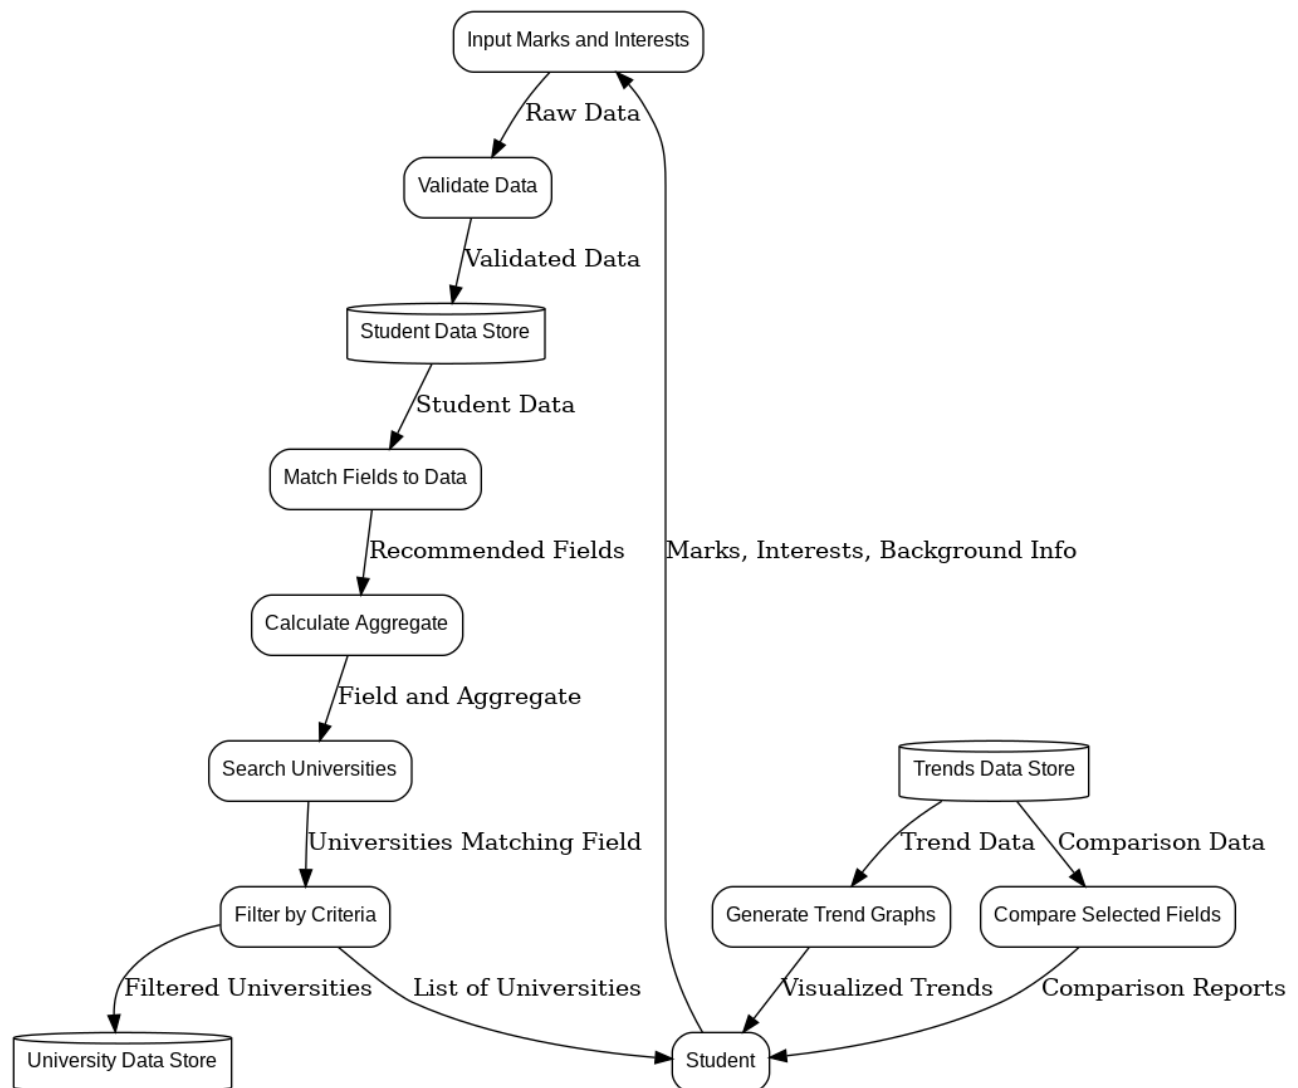 Input Marks and Interests
Raw Data
Validate Data
Validated Data
Student Data Store
Student Data
Match Fields to Data
Recommended Fields
Marks, Interests, Background Info
Calculate Aggregate
Field and Aggregate
Search Universities
Trends Data Store
Universities Matching Field
Trend Data
Comparison Data
Filter by Criteria
Generate Trend Graphs
Compare Selected Fields
Filtered Universities
List of Universities
Visualized Trends
Comparison Reports
University Data Store
Student